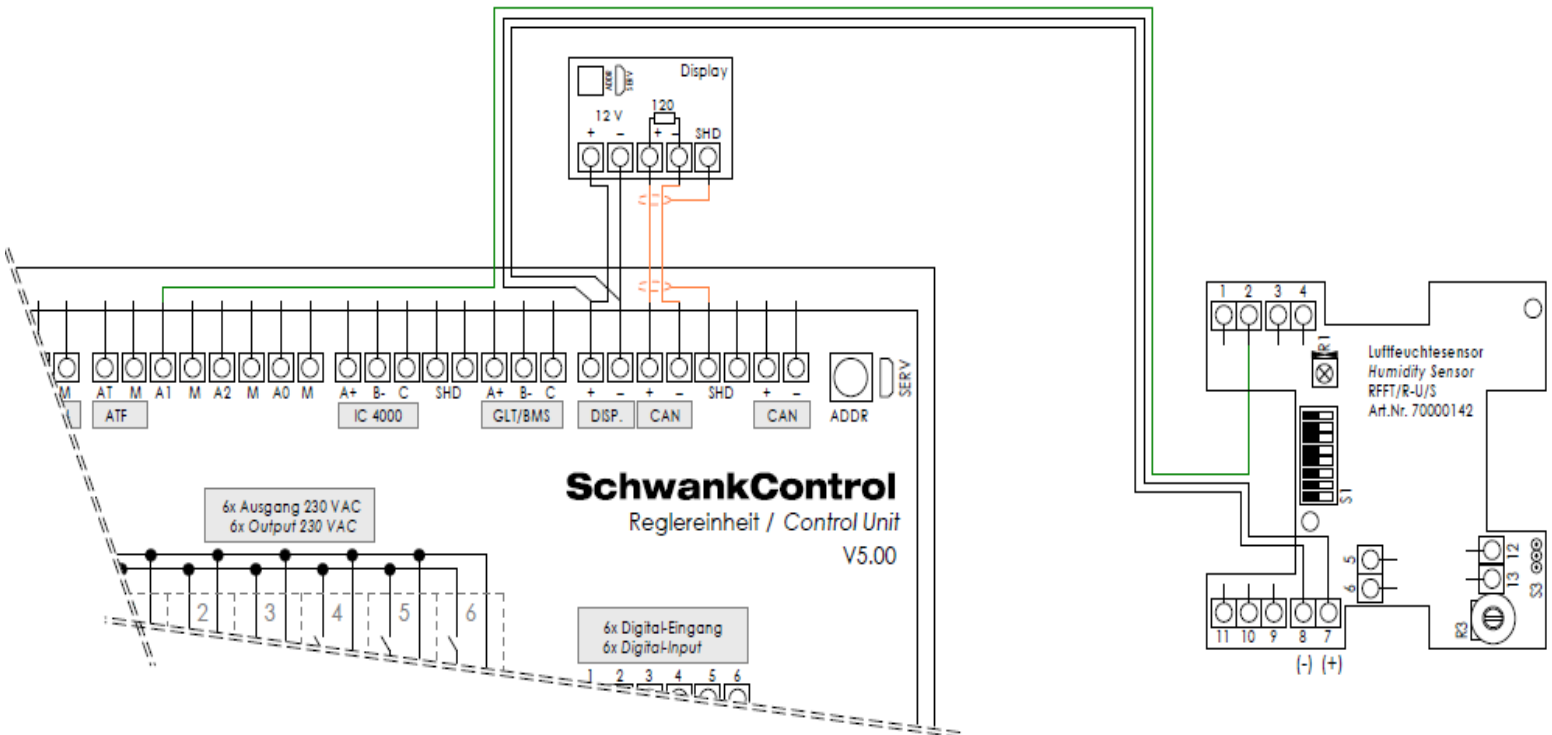 Display
ADDR
SERV
12 V
120
+ − + − SHD
M AT M A1 M A2 M A0 M A+ B- C SHD A+ B- C + − + − SHD + −
ATF
IC 4000
GLT/BMS
DISP.
CAN
CAN
ADDR
SERV
SchwankControl
Reglereinheit / Control Unit
V5.00
6x Ausgang 230 VAC
6x Output 230 VAC
2 3 4 5 6
6x Digital-Eingang
6x Digital-Input
1 2 3 4 5 6
1 2 3 4
R1
Luftfeuchtesensor
Humidity Sensor
RFFT/R-U/S
Art.Nr. 70000142
S1
5
6
12
13
S3
R3
11 10 9 8 7
(-) (+)